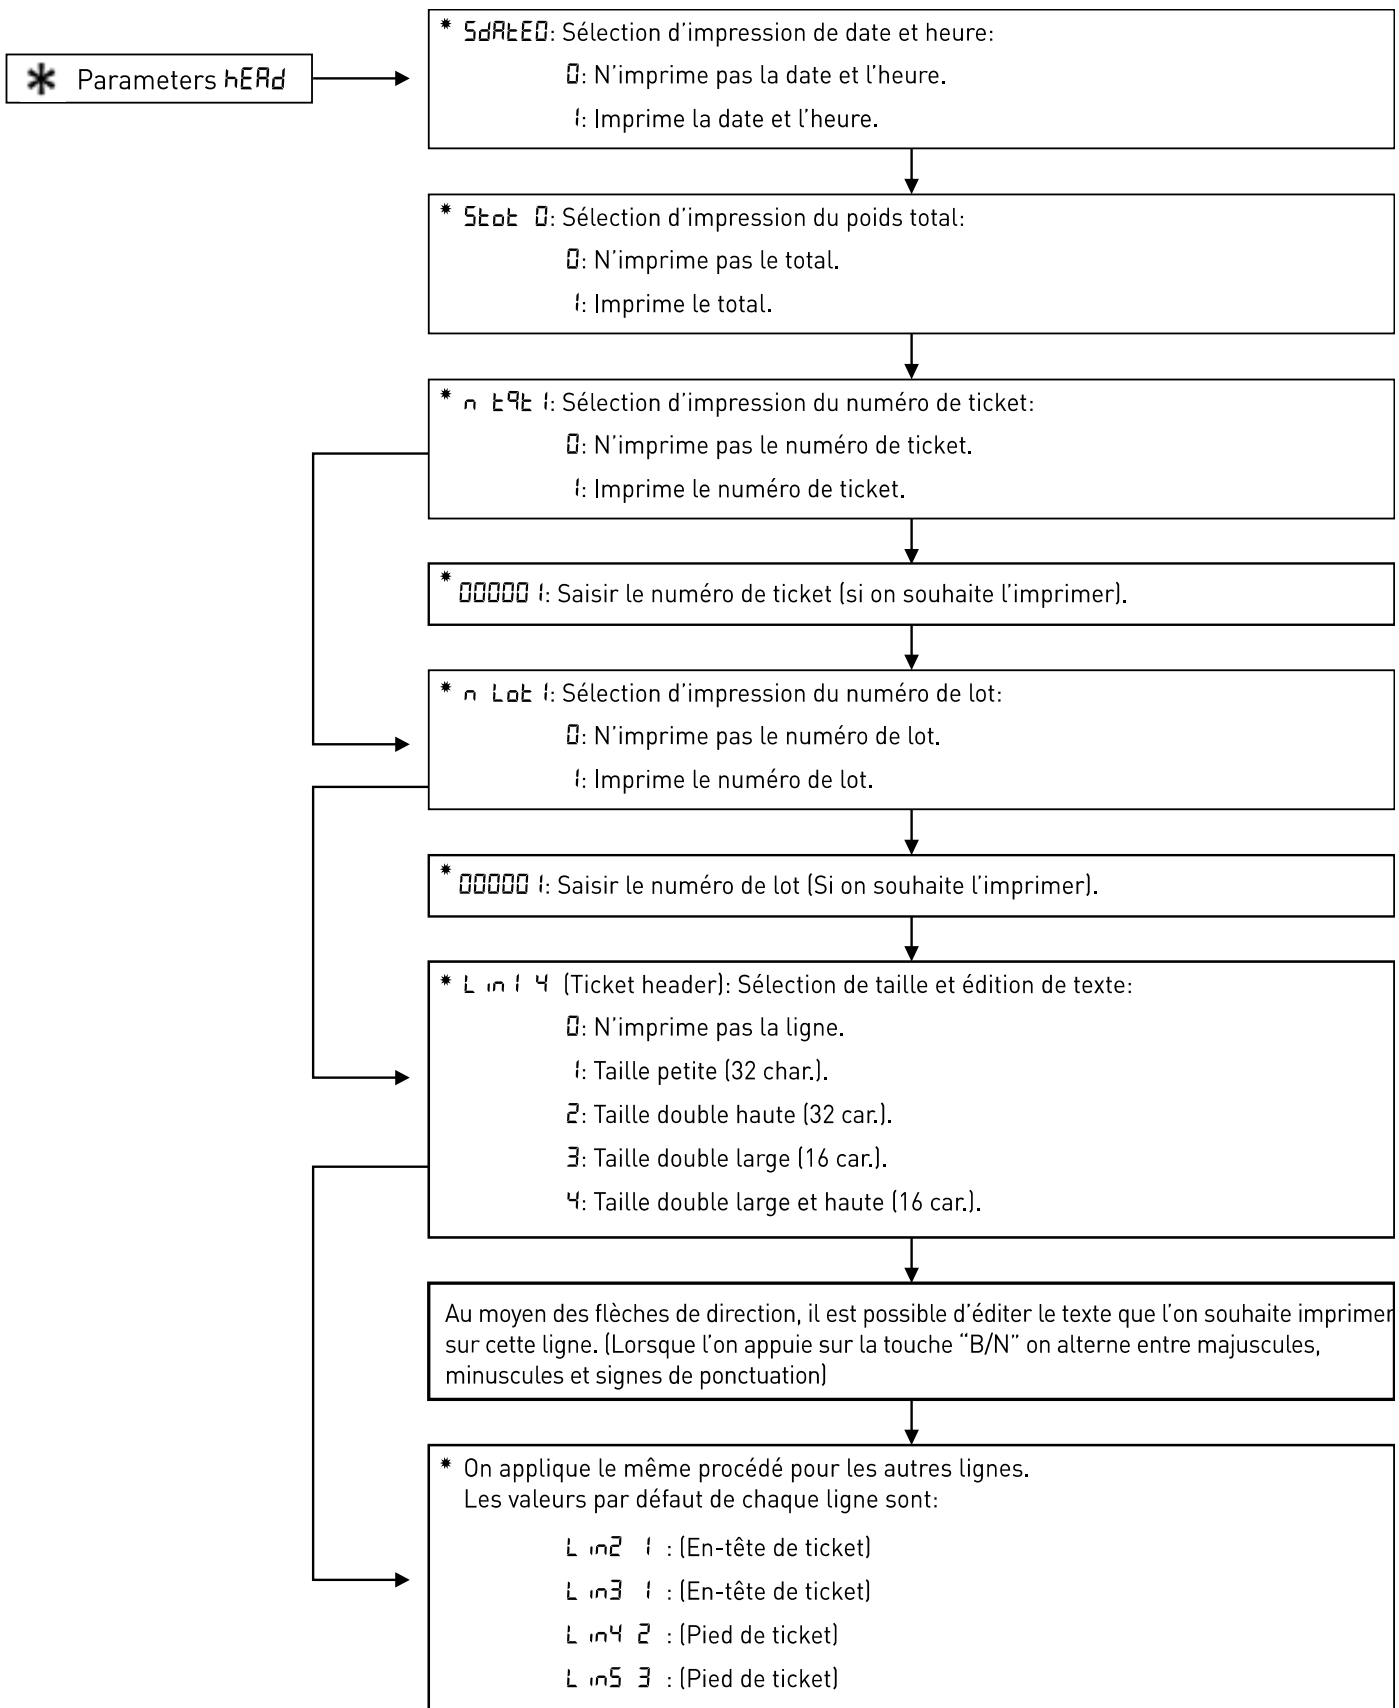 * Parameters hEAd
* SdAtE0: Sélection d'impression de date et heure:
0: N'imprime pas la date et l'heure.
1: Imprime la date et l'heure.
* Stot 0: Sélection d'impression du poids total:
0: N'imprime pas le total.
1: Imprime le total.
* n tqt1: Sélection d'impression du numéro de ticket:
0: N'imprime pas le numéro de ticket.
1: Imprime le numéro de ticket.
* 000001: Saisir le numéro de ticket (si on souhaite l'imprimer).
* n Lot1: Sélection d'impression du numéro de lot:
0: N'imprime pas le numéro de lot.
1: Imprime le numéro de lot.
* 000001: Saisir le numéro de lot (Si on souhaite l'imprimer).
* Lin1 4 (Ticket header): Sélection de taille et édition de texte:
0: N'imprime pas la ligne.
1: Taille petite (32 char.).
2: Taille double haute (32 car.).
3: Taille double large (16 car.).
4: Taille double large et haute (16 car.).
Au moyen des flèches de direction, il est possible d'éditer le texte que l'on souhaite imprimer
sur cette ligne. (Lorsque l'on appuie sur la touche “B/N” on alterne entre majuscules,
minuscules et signes de ponctuation)
* On applique le même procédé pour les autres lignes.
Les valeurs par défaut de chaque ligne sont:
Lin2 1 : (En-tête de ticket)
Lin3 1 : (En-tête de ticket)
Lin4 2 : (Pied de ticket)
Lin5 3 : (Pied de ticket)